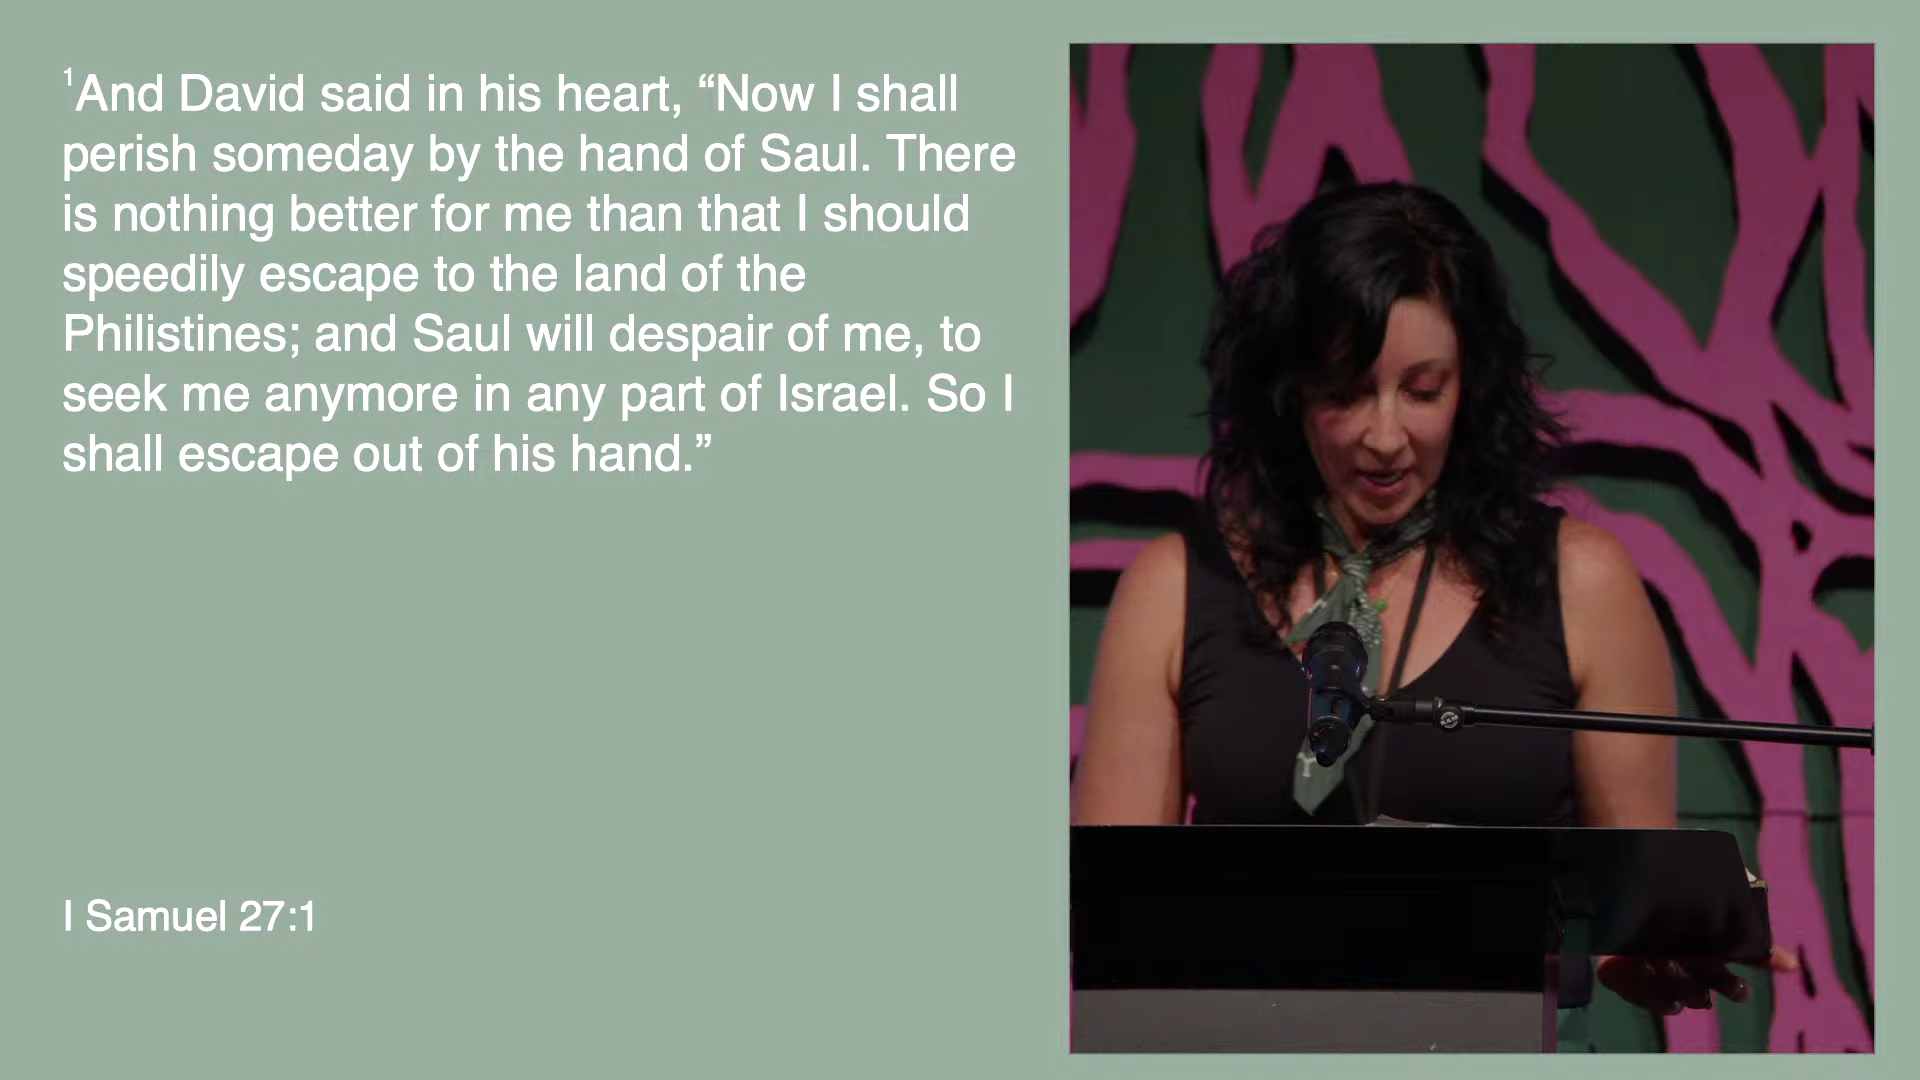 ¹And David said in his heart, “Now I shall
perish someday by the hand of Saul. There
is nothing better for me than that I should
speedily escape to the land of the
Philistines; and Saul will despair of me, to
seek me anymore in any part of Israel. So I
shall escape out of his hand.”
I Samuel 27:1